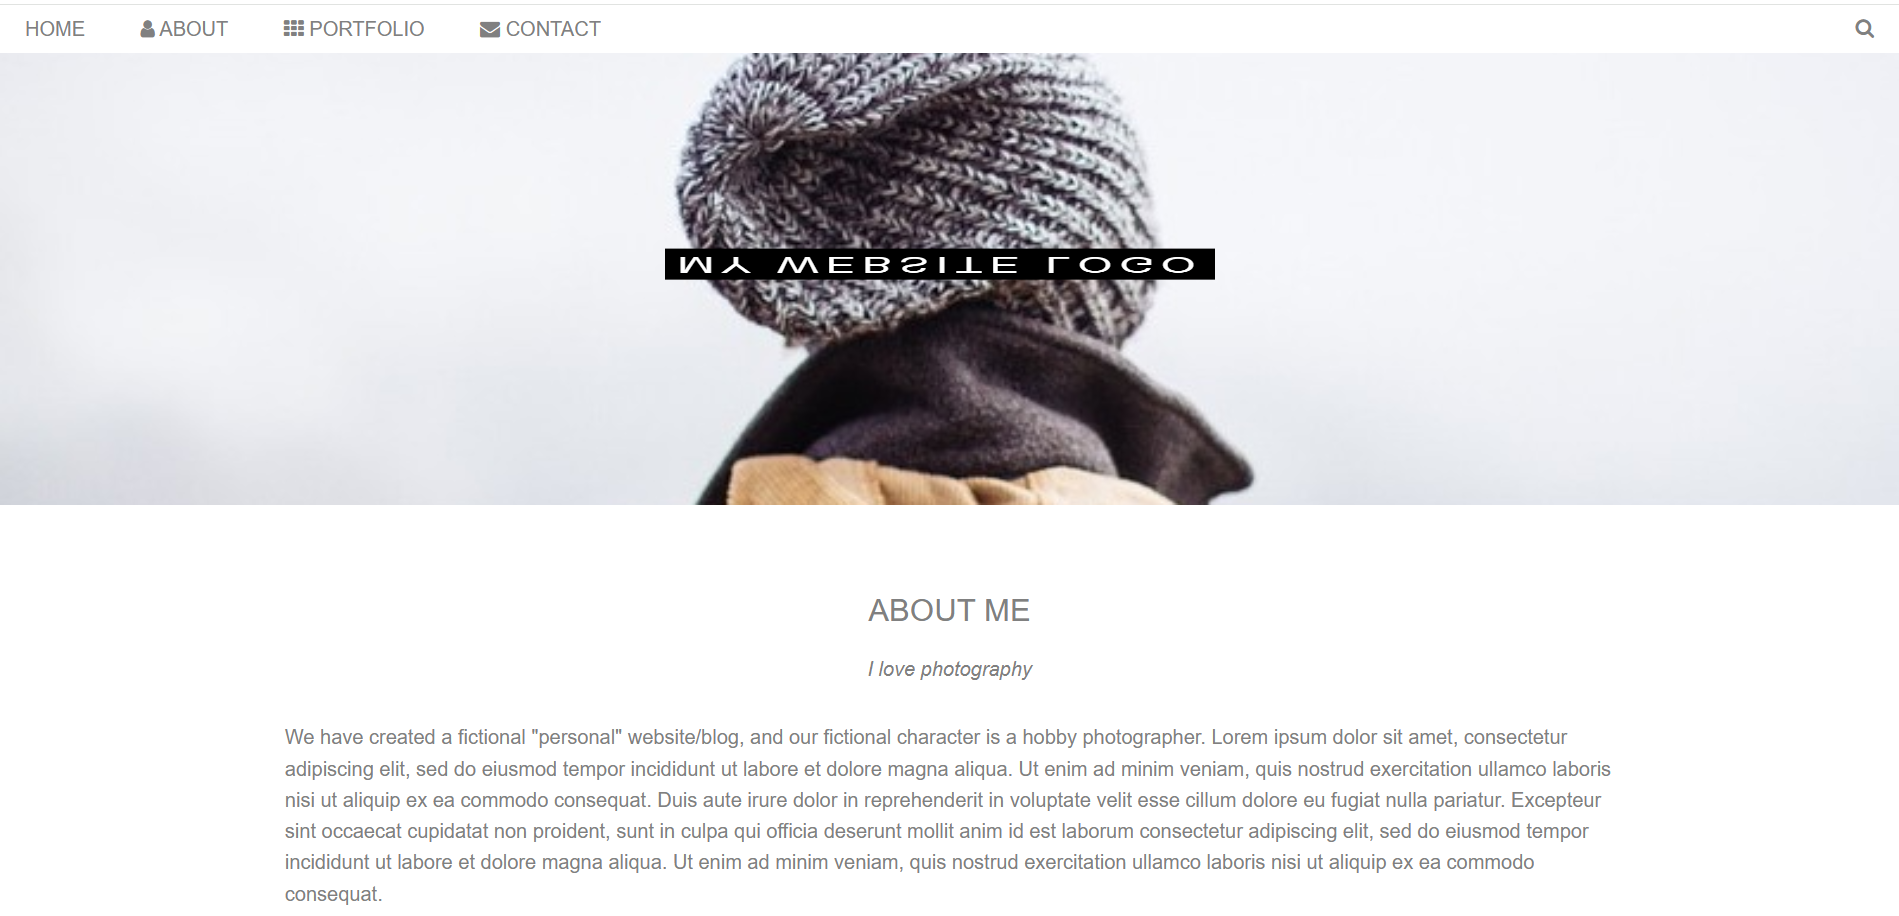 HOME ABOUT PORTFOLIO CONTACT
MY WEBSITE LOGO
ABOUT ME
I love photography
We have created a fictional "personal" website/blog, and our fictional character is a hobby photographer. Lorem ipsum dolor sit amet, consectetur
adipiscing elit, sed do eiusmod tempor incididunt ut labore et dolore magna aliqua. Ut enim ad minim veniam, quis nostrud exercitation ullamco laboris
nisi ut aliquip ex ea commodo consequat. Duis aute irure dolor in reprehenderit in voluptate velit esse cillum dolore eu fugiat nulla pariatur. Excepteur
sint occaecat cupidatat non proident, sunt in culpa qui officia deserunt mollit anim id est laborum consectetur adipiscing elit, sed do eiusmod tempor
incididunt ut labore et dolore magna aliqua. Ut enim ad minim veniam, quis nostrud exercitation ullamco laboris nisi ut aliquip ex ea commodo
consequat.